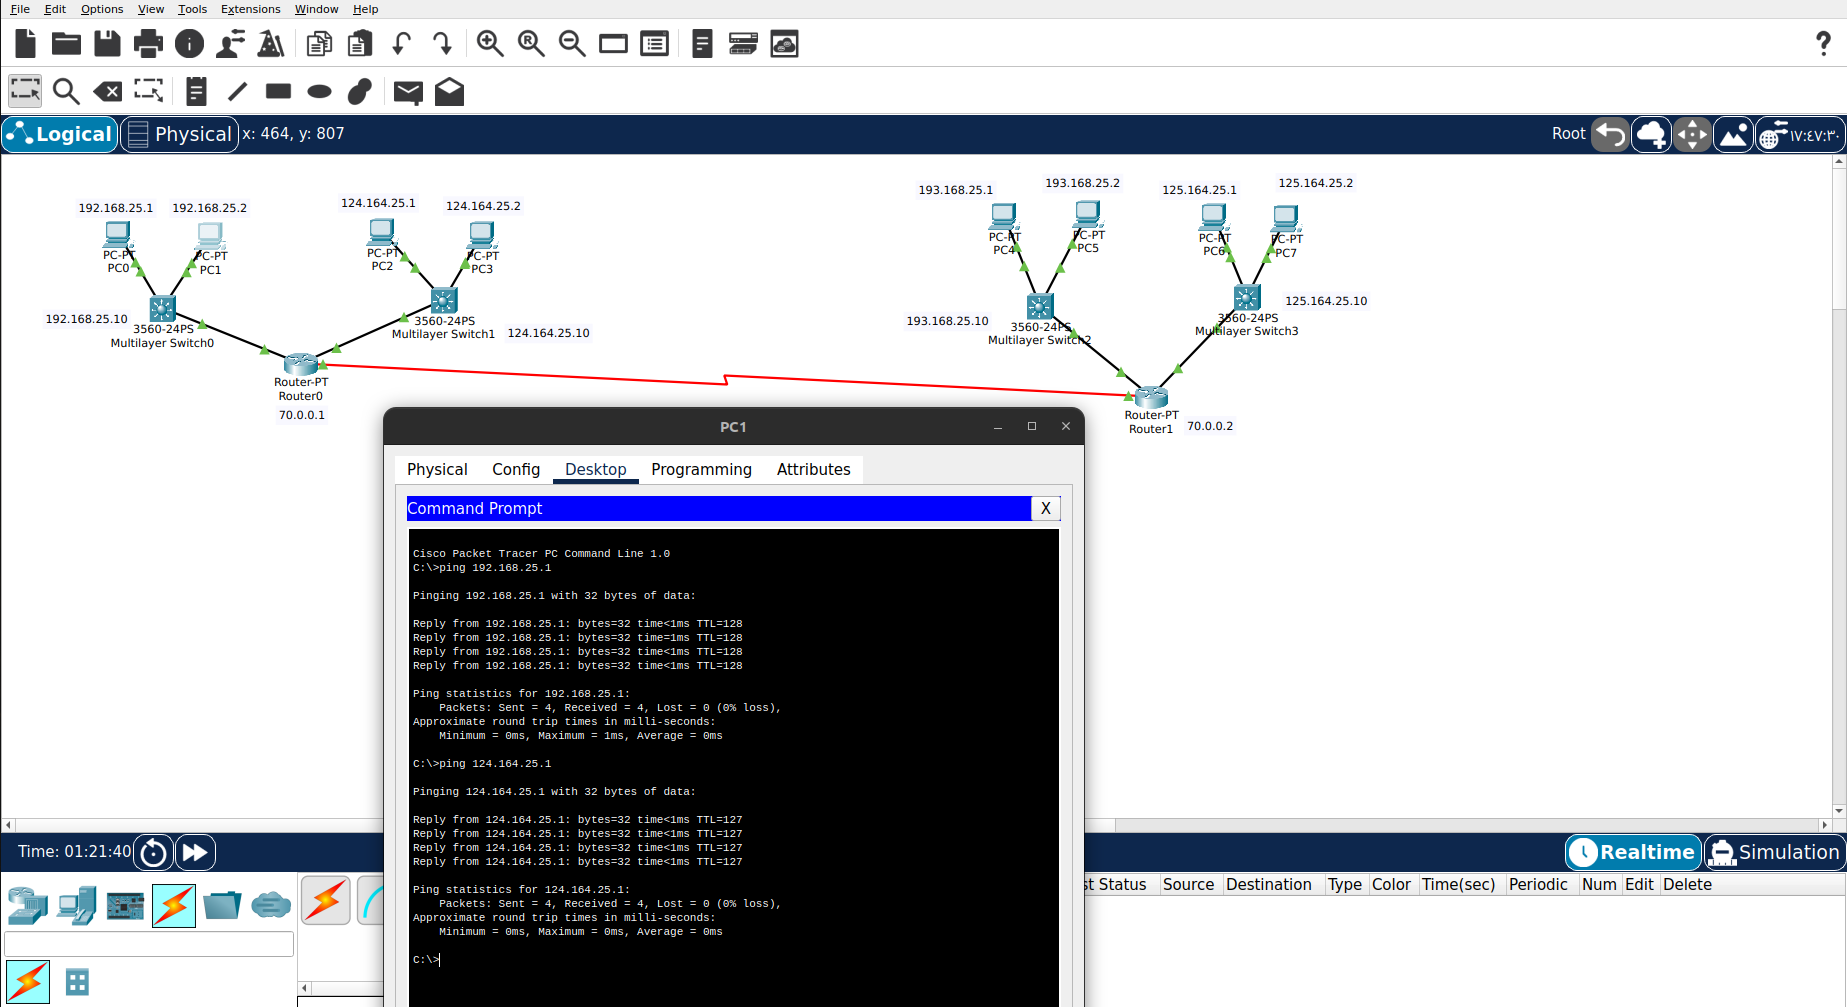 File Edit Options View Tools Extensions Window Help
Logical Physical x: 464, y: 807 Root ١٧:٤٧:٣٠
192.168.25.1 192.168.25.2 124.164.25.1 124.164.25.2 193.168.25.1 193.168.25.2 125.164.25.1 125.164.25.2
PC-PT
PC0
PC-PT
PC1
PC-PT
PC2
PC-PT
PC3
PC-PT
PC4
PC-PT
PC5
PC-PT
PC6
PC-PT
PC7
192.168.25.10
3560-24PS
Multilayer Switch0
3560-24PS
Multilayer Switch1
124.164.25.10
193.168.25.10
3560-24PS
Multilayer Switch2
3560-24PS
Multilayer Switch3
125.164.25.10
Router-PT
Router0
70.0.0.1
Router-PT
Router1
70.0.0.2
PC1
Physical Config Desktop Programming Attributes
Command Prompt X
Cisco Packet Tracer PC Command Line 1.0
C:\>ping 192.168.25.1
Pinging 192.168.25.1 with 32 bytes of data:
Reply from 192.168.25.1: bytes=32 time<1ms TTL=128
Reply from 192.168.25.1: bytes=32 time=1ms TTL=128
Reply from 192.168.25.1: bytes=32 time<1ms TTL=128
Reply from 192.168.25.1: bytes=32 time<1ms TTL=128
Ping statistics for 192.168.25.1:
Packets: Sent = 4, Received = 4, Lost = 0 (0% loss),
Approximate round trip times in milli-seconds:
Minimum = 0ms, Maximum = 1ms, Average = 0ms
C:\>ping 124.164.25.1
Pinging 124.164.25.1 with 32 bytes of data:
Reply from 124.164.25.1: bytes=32 time<1ms TTL=127
Reply from 124.164.25.1: bytes=32 time<1ms TTL=127
Reply from 124.164.25.1: bytes=32 time<1ms TTL=127
Reply from 124.164.25.1: bytes=32 time<1ms TTL=127
Ping statistics for 124.164.25.1:
Packets: Sent = 4, Received = 4, Lost = 0 (0% loss),
Approximate round trip times in milli-seconds:
Minimum = 0ms, Maximum = 0ms, Average = 0ms
C:\>
Time: 01:21:40 Realtime Simulation
st Status Source Destination Type Color Time(sec) Periodic Num Edit Delete